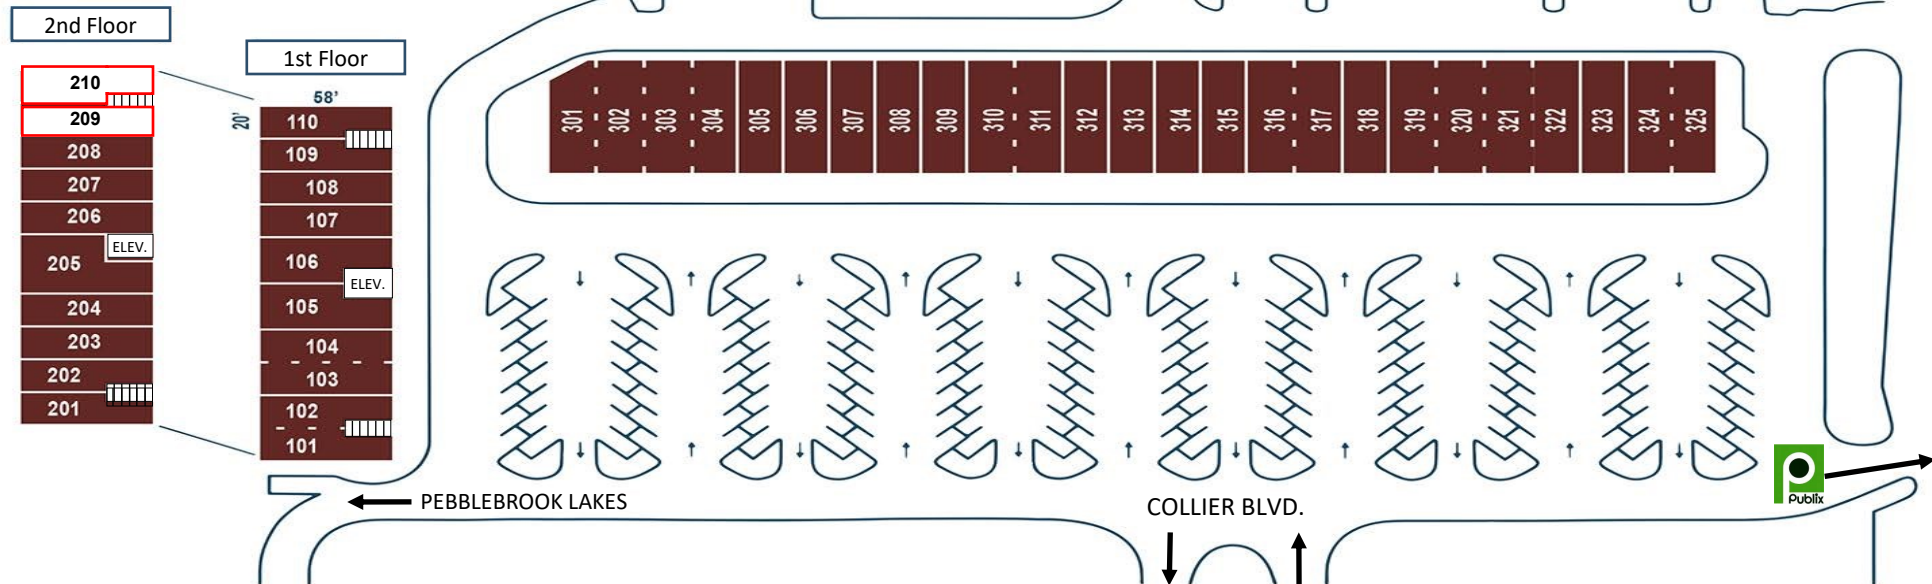 2nd Floor
210
209
208
207
206
ELEV.
205
204
203
202
201
1st Floor
58'
20'
110
109
108
107
106
ELEV.
105
104
103
102
101
301 302 303 304 305 306 307 308 309 310 311 312 313 314 315 316 317 318 319 320 321 322 323 324 325
PEBBLEBROOK LAKES
COLLIER BLVD.
Publix